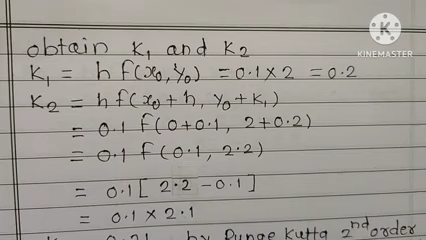 obtain K₁ and K₂
K₁ = h f(x₀, y₀) = 0.1 × 2 = 0.2
K₂ = h f(x₀ + h, y₀ + K₁)
= 0.1 f(0 + 0.1, 2 + 0.2)
= 0.1 f(0.1, 2.2)
= 0.1 [2.2 - 0.1]
= 0.1 × 2.1
0.21 by Runge Kutta 2nd order
KINEMASTER